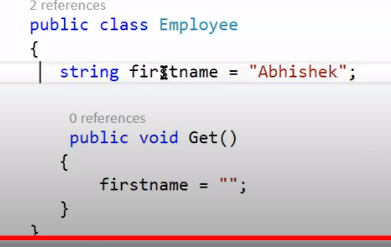 2 references
public class Employee
{
string firstname = "Abhishek";
0 references
public void Get()
{
firstname = "";
}
}